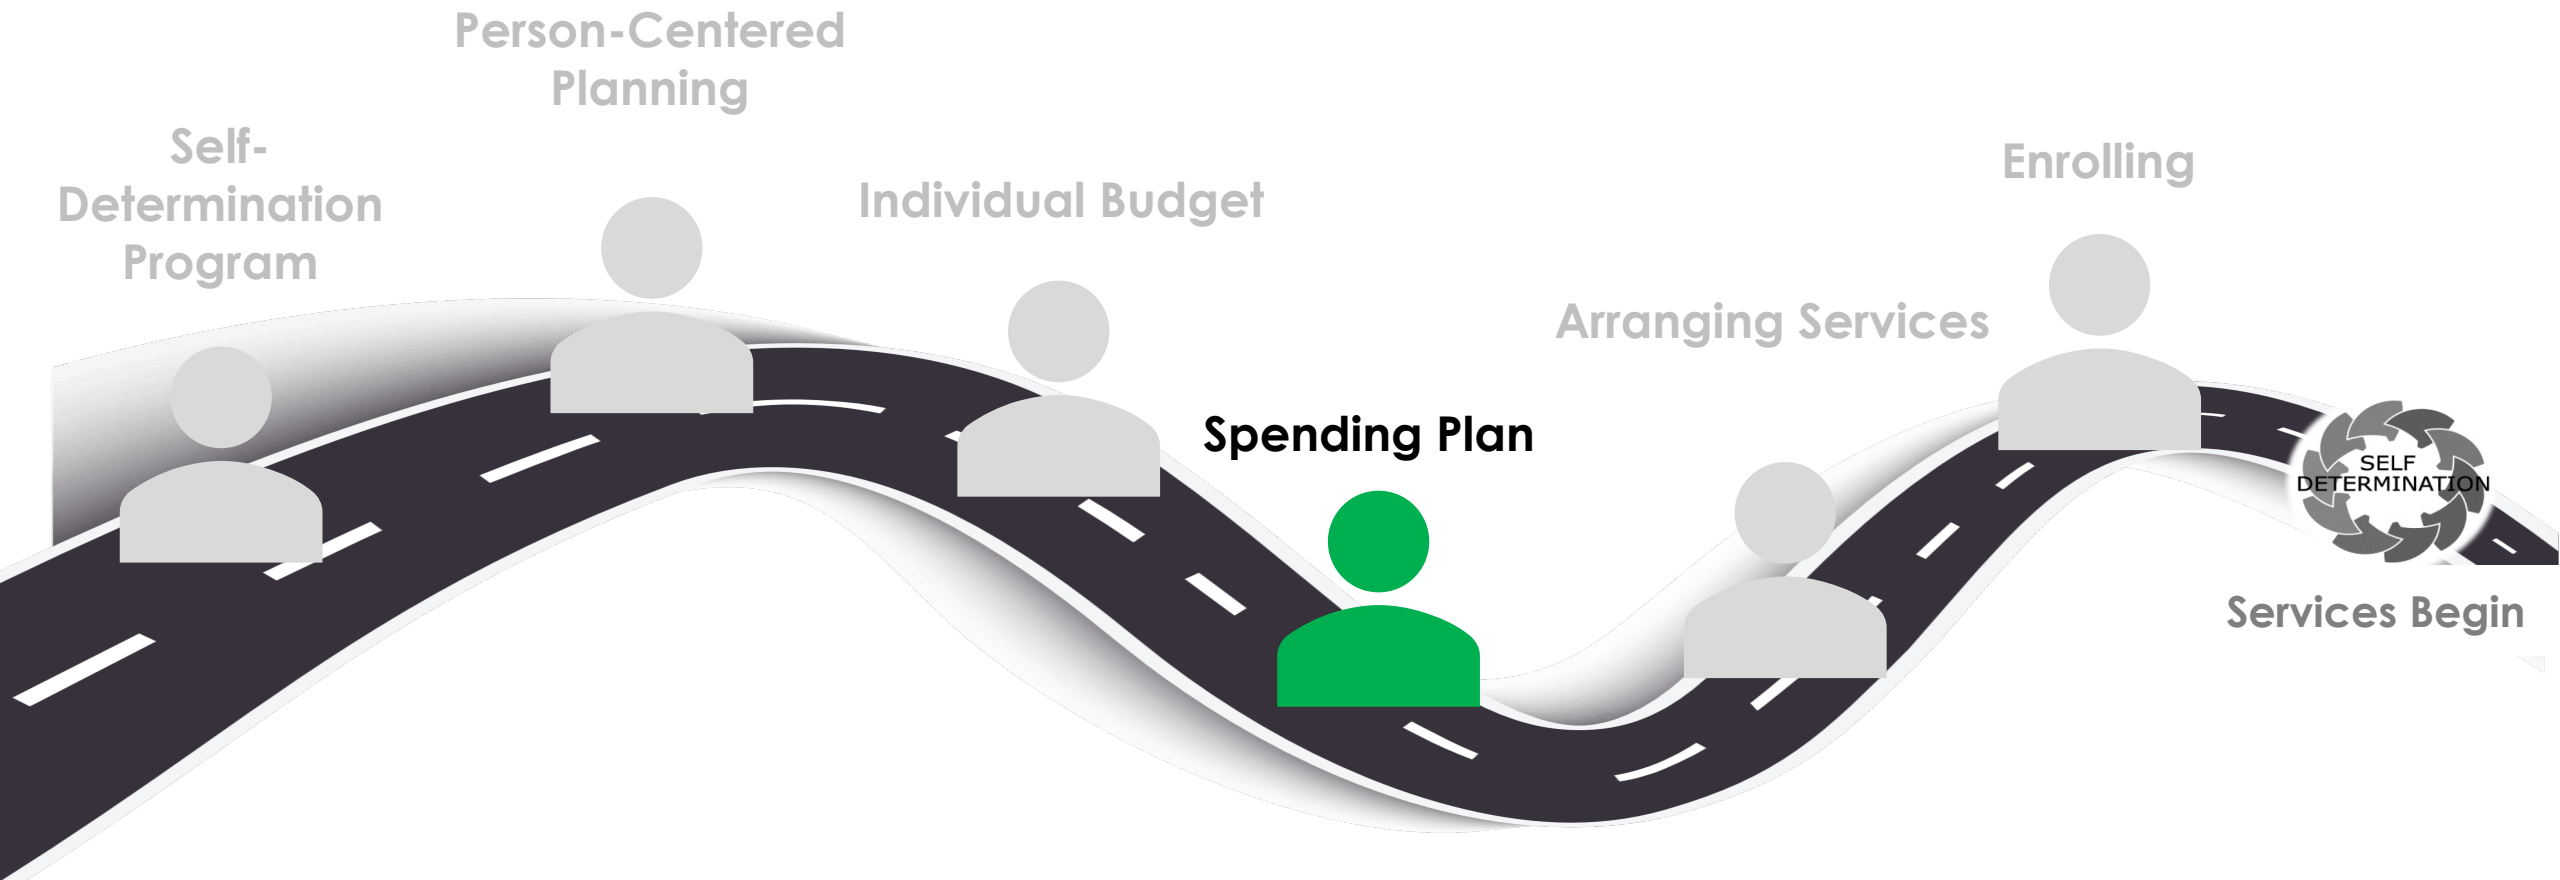 Self-
Determination
Program
Person-Centered
Planning
Individual Budget
Spending Plan
Arranging Services
Enrolling
SELF
DETERMINATION
Services Begin